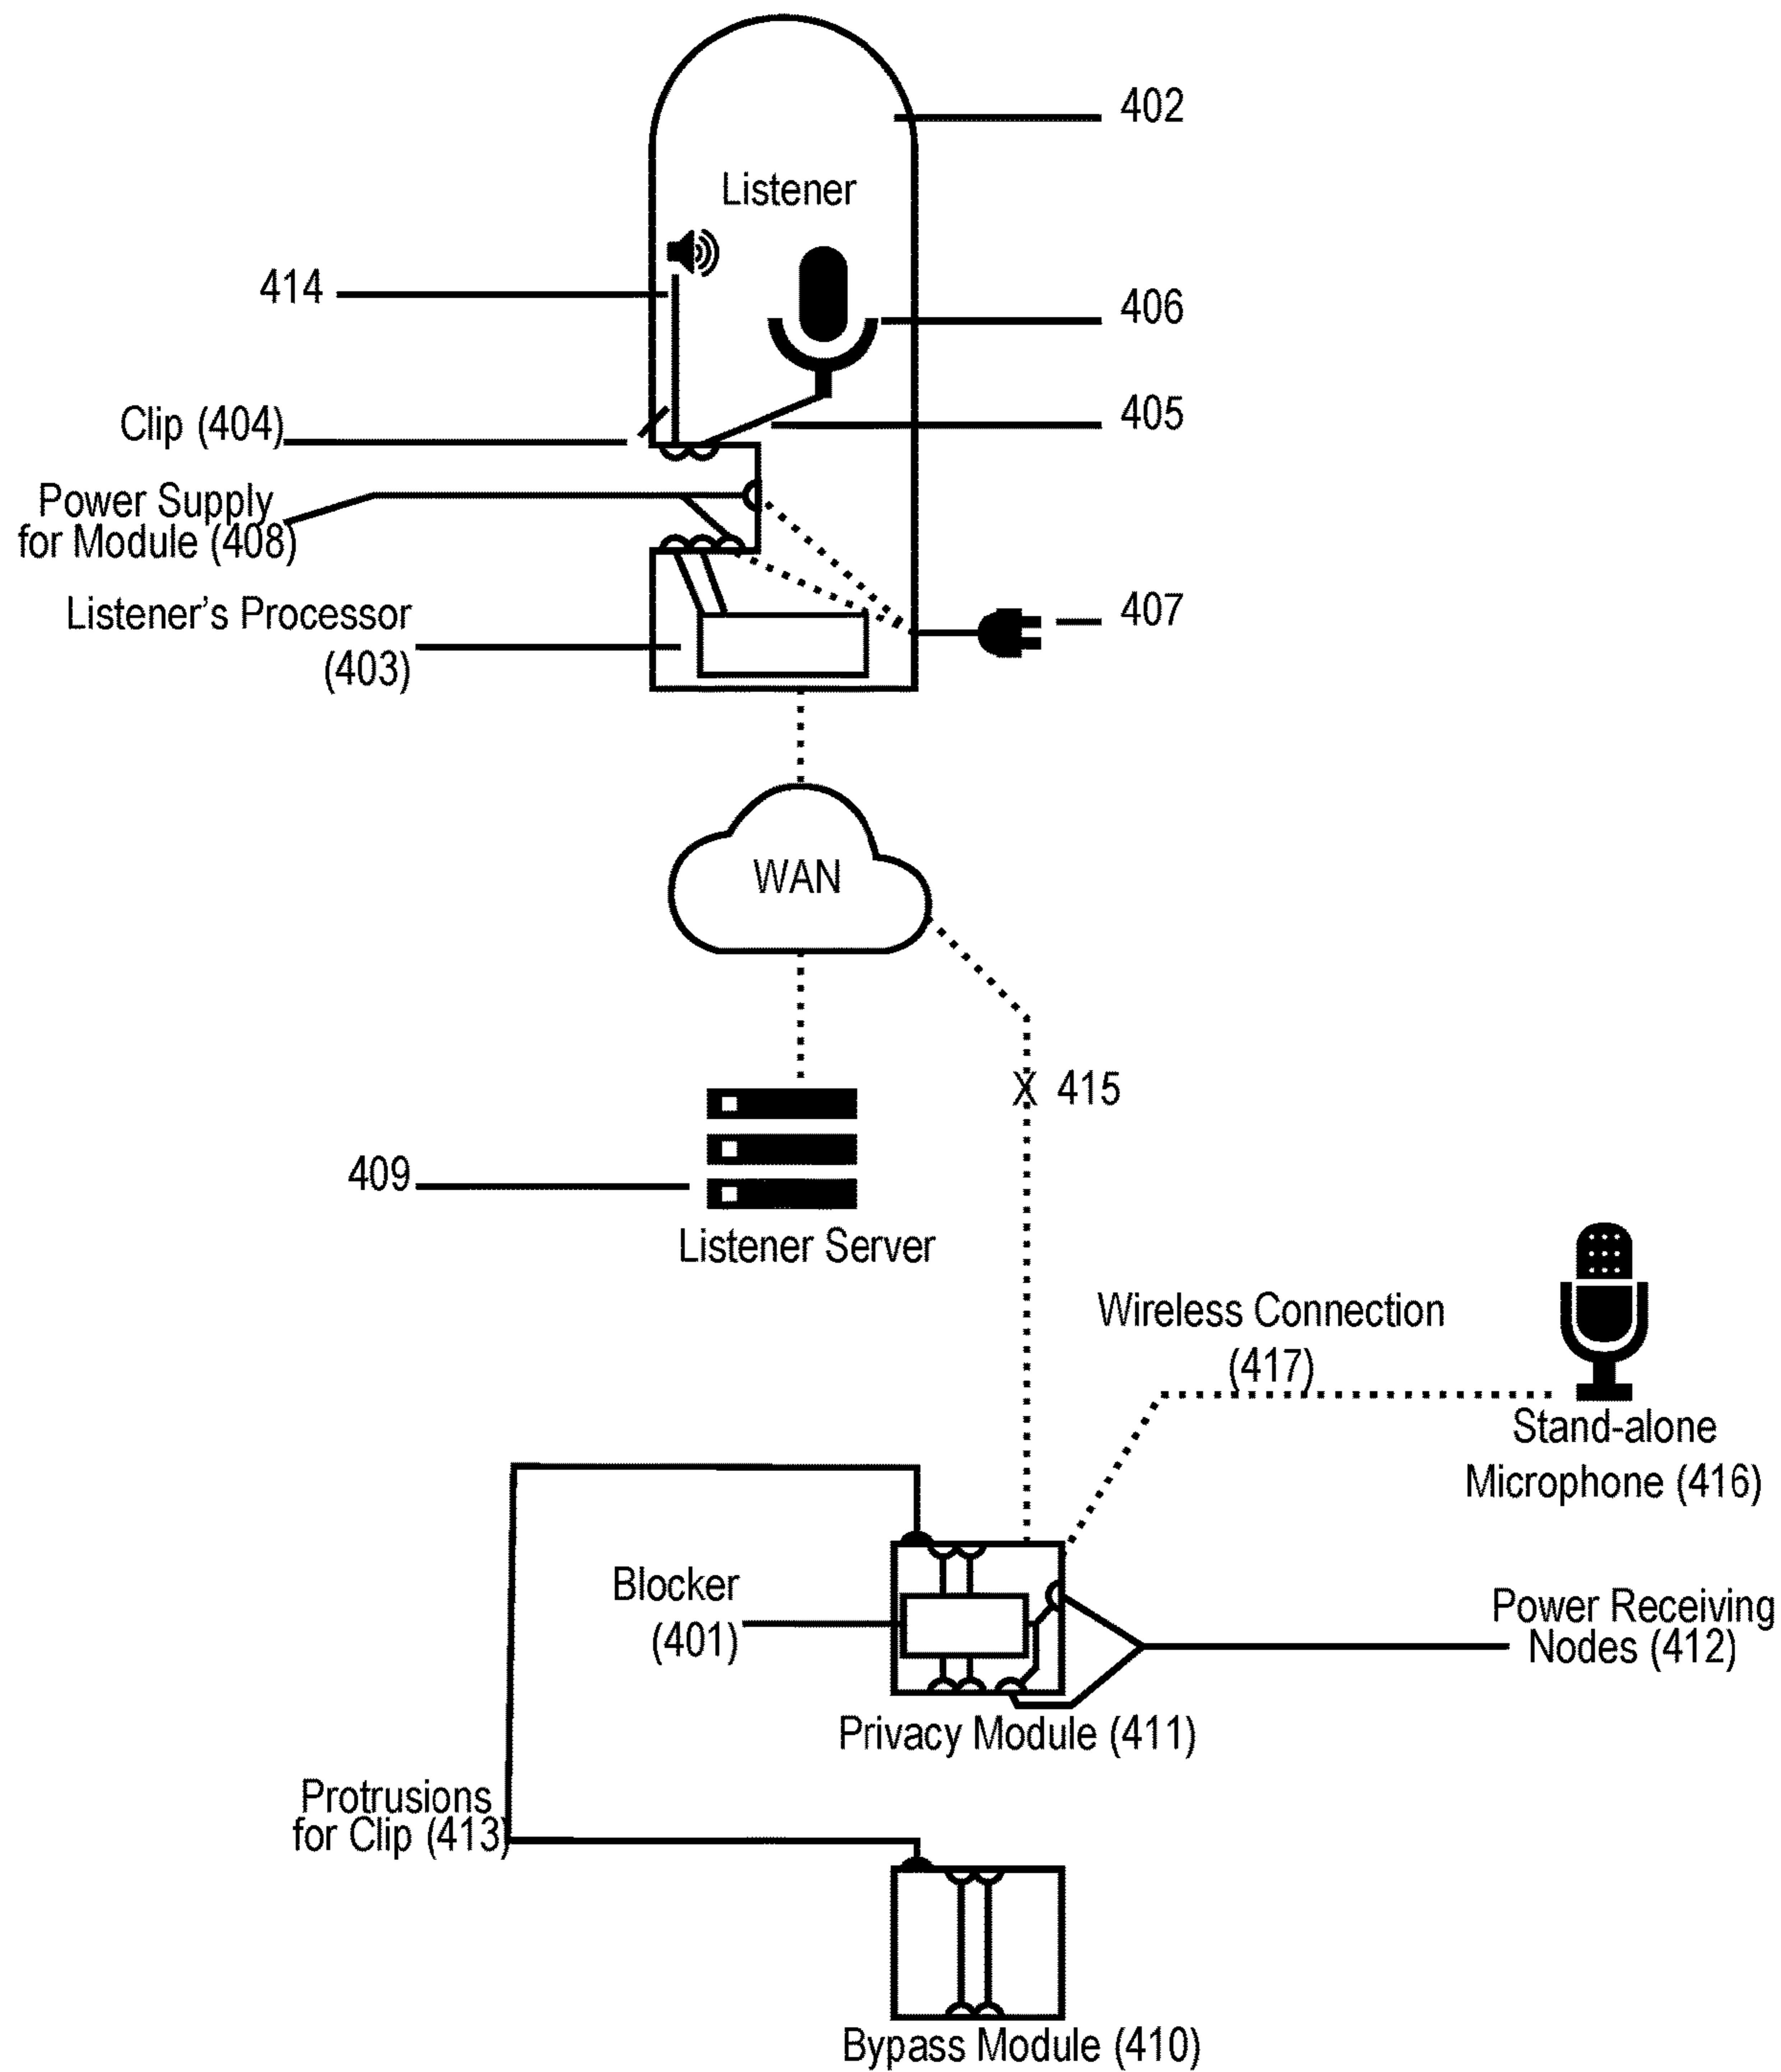 402
Listener
414
406
Clip (404)
405
Power Supply
for Module (408)
407
Listener's Processor
(403)
WAN
X 415
409
Listener Server
Wireless Connection
(417)
Stand-alone
Microphone (416)
Blocker
(401)
Power Receiving
Nodes (412)
Privacy Module (411)
Protrusions
for Clip (413)
Bypass Module (410)